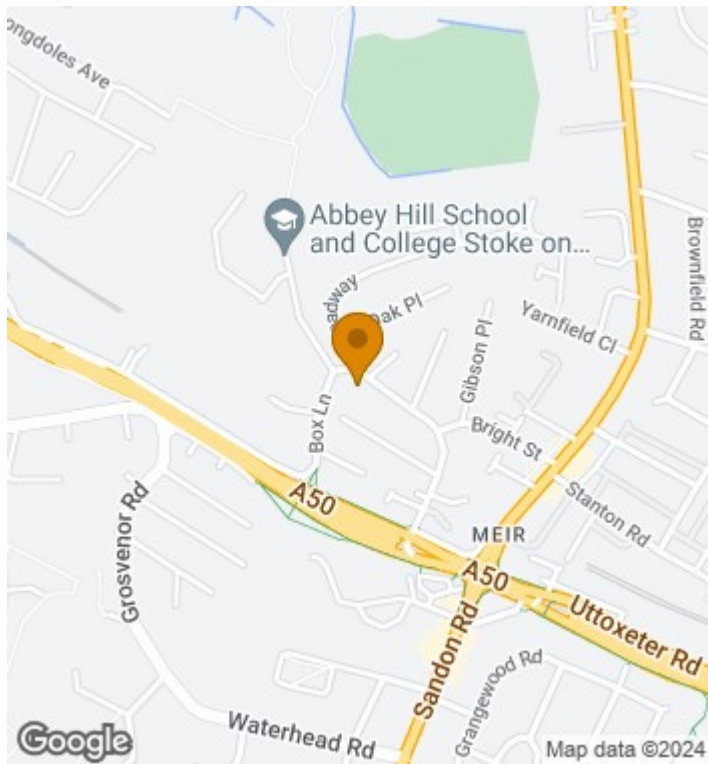 ongdoles Ave
Abbey Hill School
and College Stoke on...
adway
Oak Pl
Brownfield Rd
Yarnfield Cl
Gibson Pl
Box Ln
Bright St
Stanton Rd
A50
MEIR
Grosvenor Rd
A50
Uttoxeter Rd
Sandon Rd
Grangewood Rd
Waterhead Rd
Google
Map data ©2024